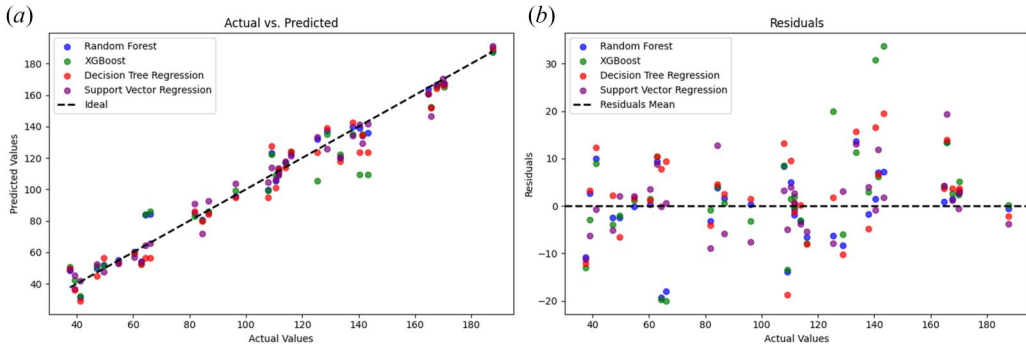 (a)
Actual vs. Predicted
Random Forest
XGBoost
Decision Tree Regression
Support Vector Regression
Ideal
180
160
140
120
100
80
60
40
Predicted Values
40 60 80 100 120 140 160 180
Actual Values
(b)
Residuals
Random Forest
XGBoost
Decision Tree Regression
Support Vector Regression
Residuals Mean
30
20
10
0
−10
−20
Residuals
40 60 80 100 120 140 160 180
Actual Values